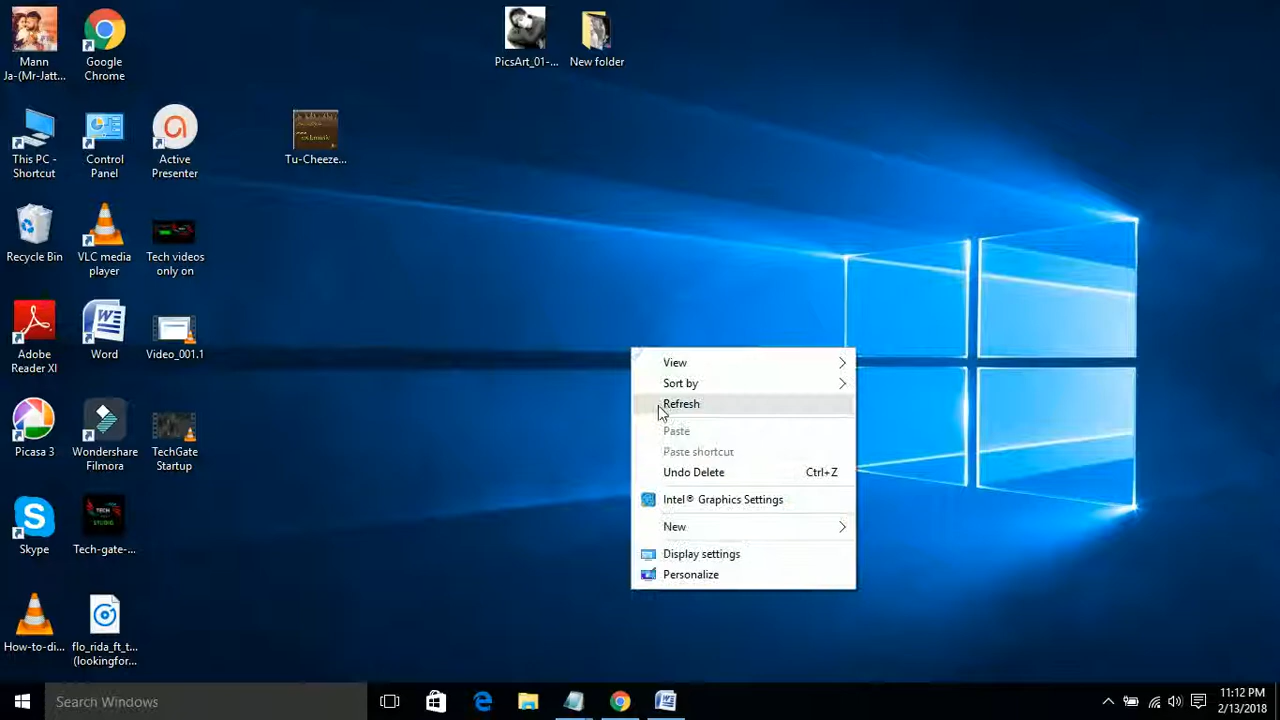 Mann
Ja-(Mr-Jatt...
Google
Chrome
PicsArt_01-...
New folder
This PC -
Shortcut
Control
Panel
Active
Presenter
Tu-Cheeze...
Recycle Bin
VLC media
player
Tech videos
only on
Adobe
Reader XI
Word
Video_001.1
Picasa 3
Wondershare
Filmora
TechGate
Startup
Skype
Tech-gate-...
How-to-di...
flo_rida_ft_t...
(lookingfor...
View
Sort by
Refresh
Paste
Paste shortcut
Undo Delete Ctrl+Z
Intel® Graphics Settings
New
Display settings
Personalize
Search Windows
11:12 PM
2/13/2018